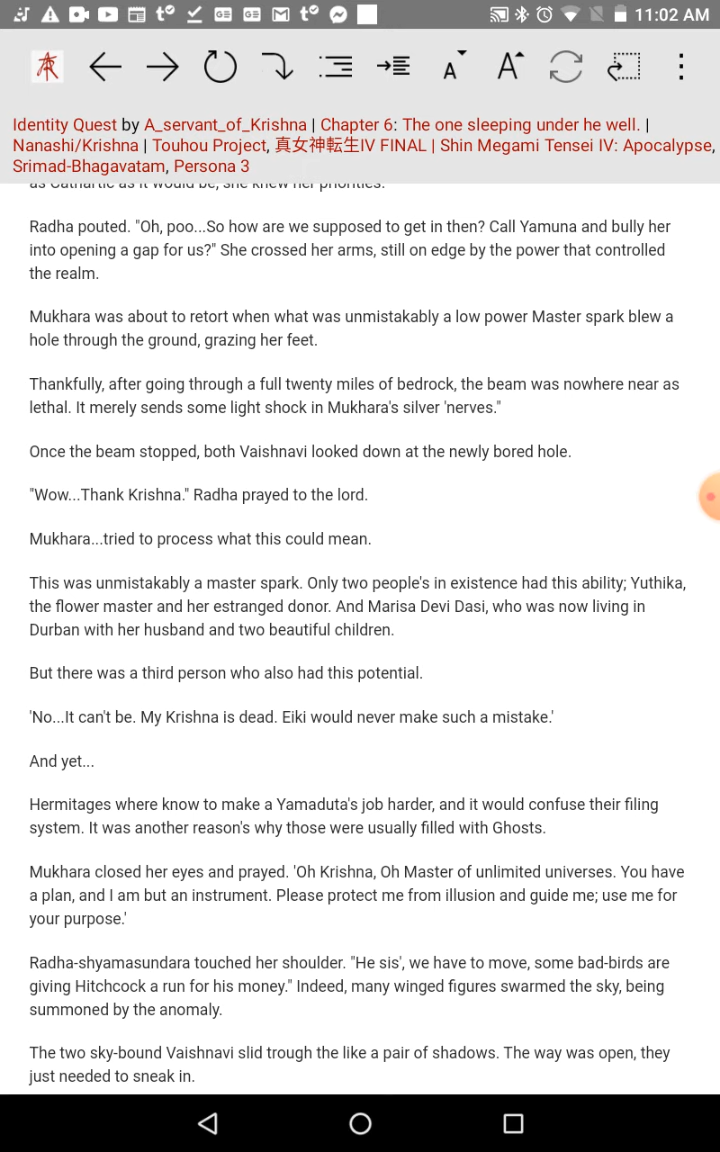 11:02 AM
Identity Quest by A_servant_of_Krishna | Chapter 6: The one sleeping under he well. |
Nanashi/Krishna | Touhou Project, 真女神転生IV FINAL | Shin Megami Tensei IV: Apocalypse,
Srimad-Bhagavatam, Persona 3
as Cathartic as it would be, she knew her priorities.
Radha pouted. "Oh, poo...So how are we supposed to get in then? Call Yamuna and bully her
into opening a gap for us?" She crossed her arms, still on edge by the power that controlled
the realm.
Mukhara was about to retort when what was unmistakably a low power Master spark blew a
hole through the ground, grazing her feet.
Thankfully, after going through a full twenty miles of bedrock, the beam was nowhere near as
lethal. It merely sends some light shock in Mukhara's silver 'nerves."
Once the beam stopped, both Vaishnavi looked down at the newly bored hole.
"Wow...Thank Krishna." Radha prayed to the lord.
Mukhara...tried to process what this could mean.
This was unmistakably a master spark. Only two people's in existence had this ability; Yuthika,
the flower master and her estranged donor. And Marisa Devi Dasi, who was now living in
Durban with her husband and two beautiful children.
But there was a third person who also had this potential.
'No...It can't be. My Krishna is dead. Eiki would never make such a mistake.'
And yet...
Hermitages where know to make a Yamaduta's job harder, and it would confuse their filing
system. It was another reason's why those were usually filled with Ghosts.
Mukhara closed her eyes and prayed. 'Oh Krishna, Oh Master of unlimited universes. You have
a plan, and I am but an instrument. Please protect me from illusion and guide me; use me for
your purpose.'
Radha-shyamasundara touched her shoulder. "He sis', we have to move, some bad-birds are
giving Hitchcock a run for his money." Indeed, many winged figures swarmed the sky, being
summoned by the anomaly.
The two sky-bound Vaishnavi slid trough the like a pair of shadows. The way was open, they
just needed to sneak in.